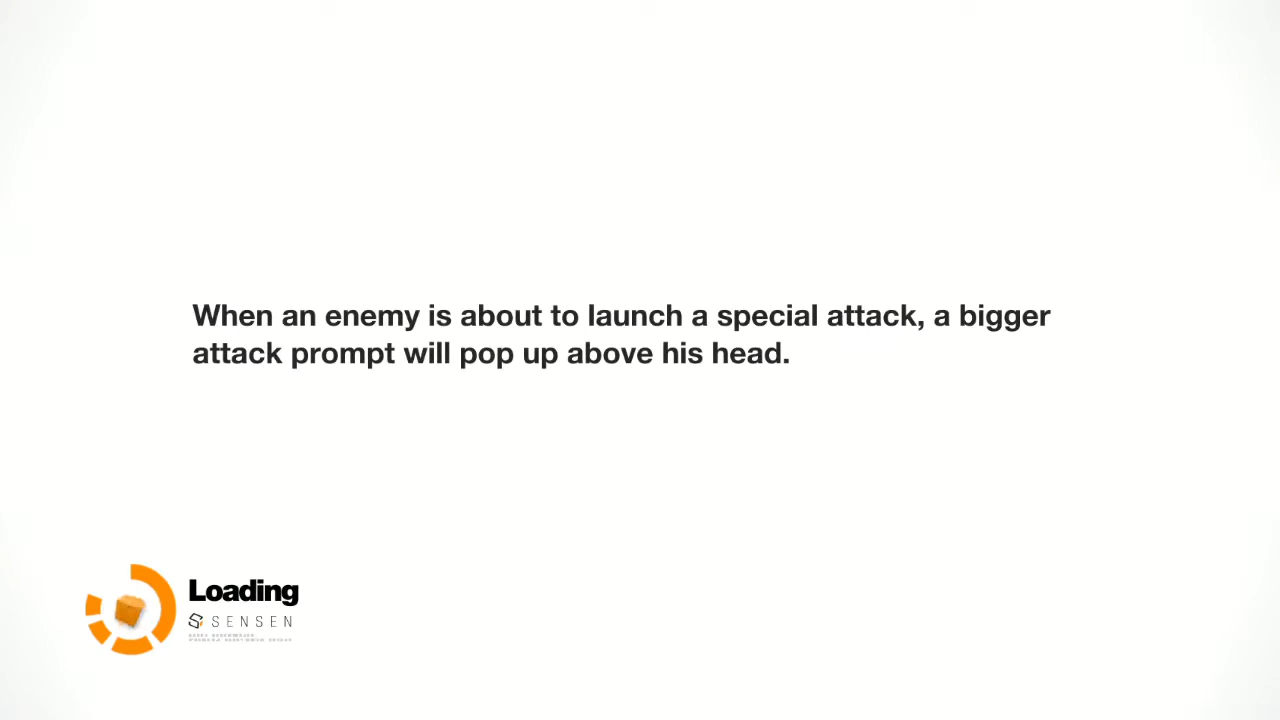 When an enemy is about to launch a special attack, a bigger
attack prompt will pop up above his head.
Loading
SENSEN